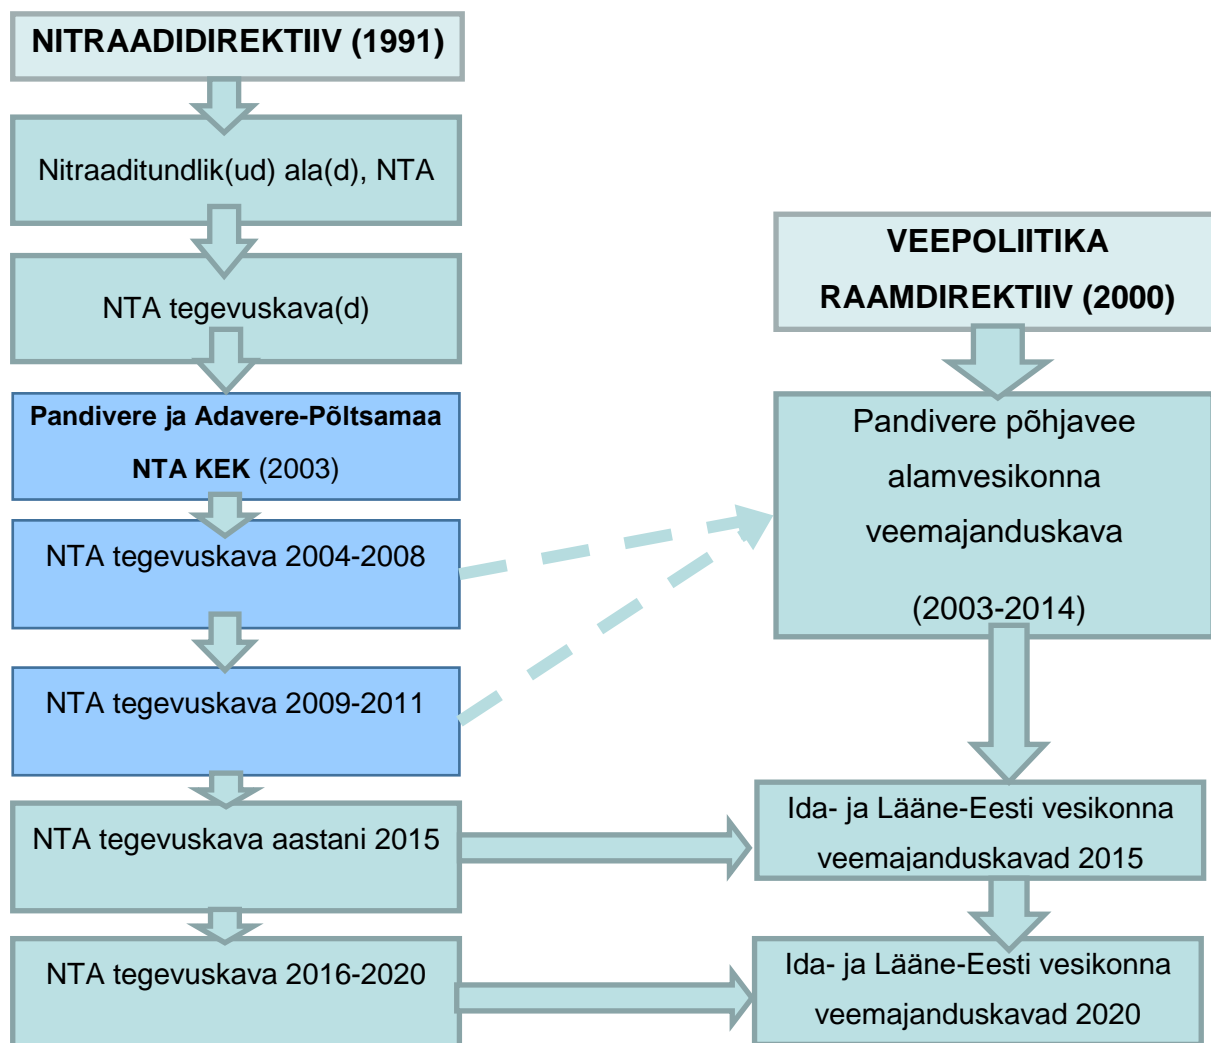 NITRAADIDIREKTIIV (1991)
Nitraaditundlik(ud) ala(d), NTA
NTA tegevuskava(d)
Pandivere ja Adavere-Põltsamaa
NTA KEK (2003)
NTA tegevuskava 2004-2008
NTA tegevuskava 2009-2011
NTA tegevuskava aastani 2015
NTA tegevuskava 2016-2020
VEEPOLIITIKA
RAAMDIREKTIIV (2000)
Pandivere põhjavee
alamvesikonna
veemajanduskava
(2003-2014)
Ida- ja Lääne-Eesti vesikonna
veemajanduskavad 2015
Ida- ja Lääne-Eesti vesikonna
veemajanduskavad 2020